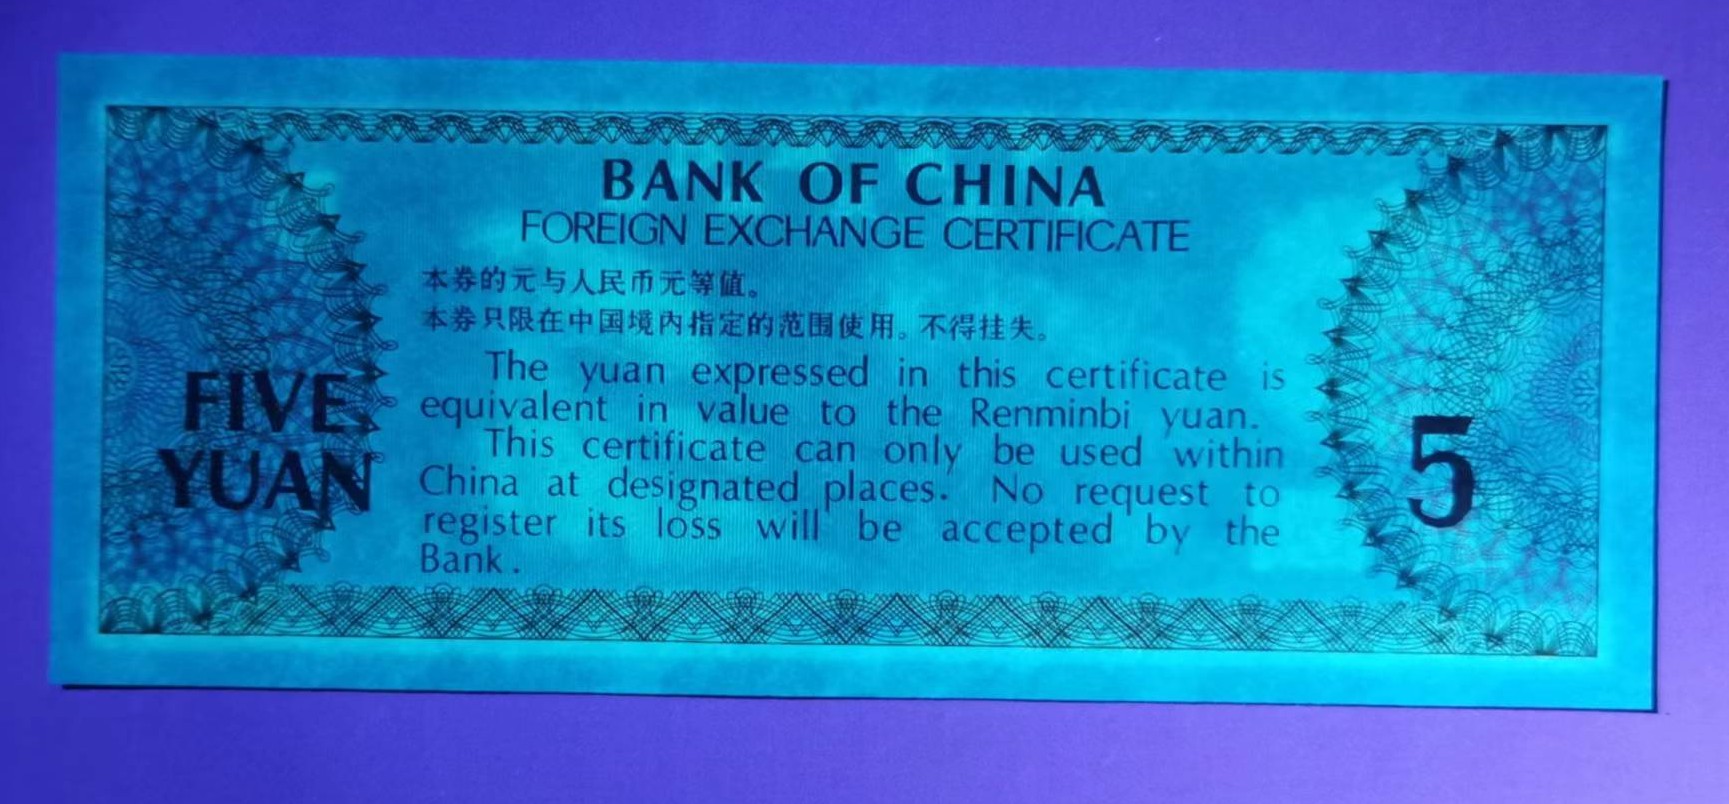 BANK OF CHINA
FOREIGN EXCHANGE CERTIFICATE
本券的元与人民币元等值。
本券只限在中国境内指定的范围使用。不得挂失。
The yuan expressed in this certificate is
equivalent in value to the Renminbi yuan.
This certificate can only be used within
China at designated places. No request to
register its loss will be accepted by the
Bank.
FIVE
YUAN
5